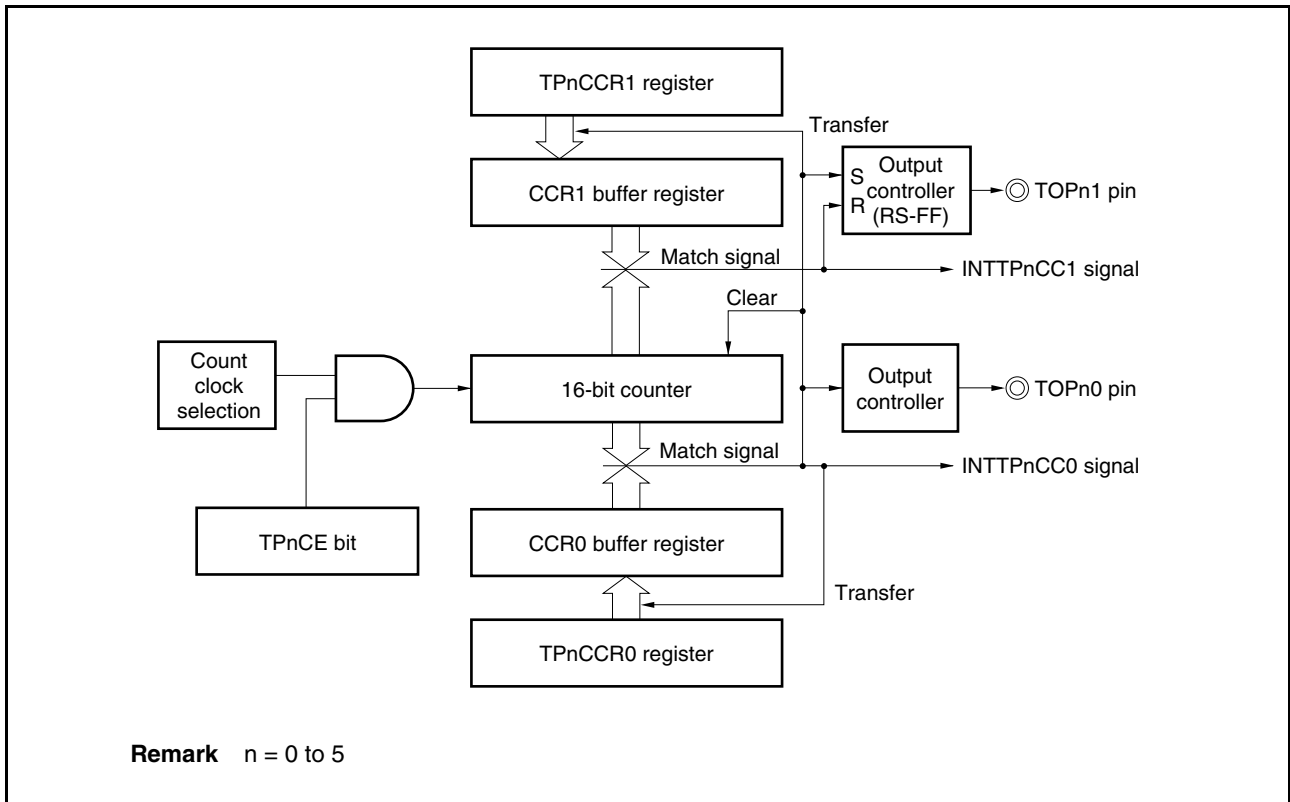 TPnCCR1 register
Transfer
CCR1 buffer register
S
R
Output
controller
(RS-FF)
TOPn1 pin
Match signal
INTTPnCC1 signal
Clear
Count
clock
selection
16-bit counter
Output
controller
TOPn0 pin
Match signal
INTTPnCC0 signal
TPnCE bit
CCR0 buffer register
Transfer
TPnCCR0 register
Remark n = 0 to 5